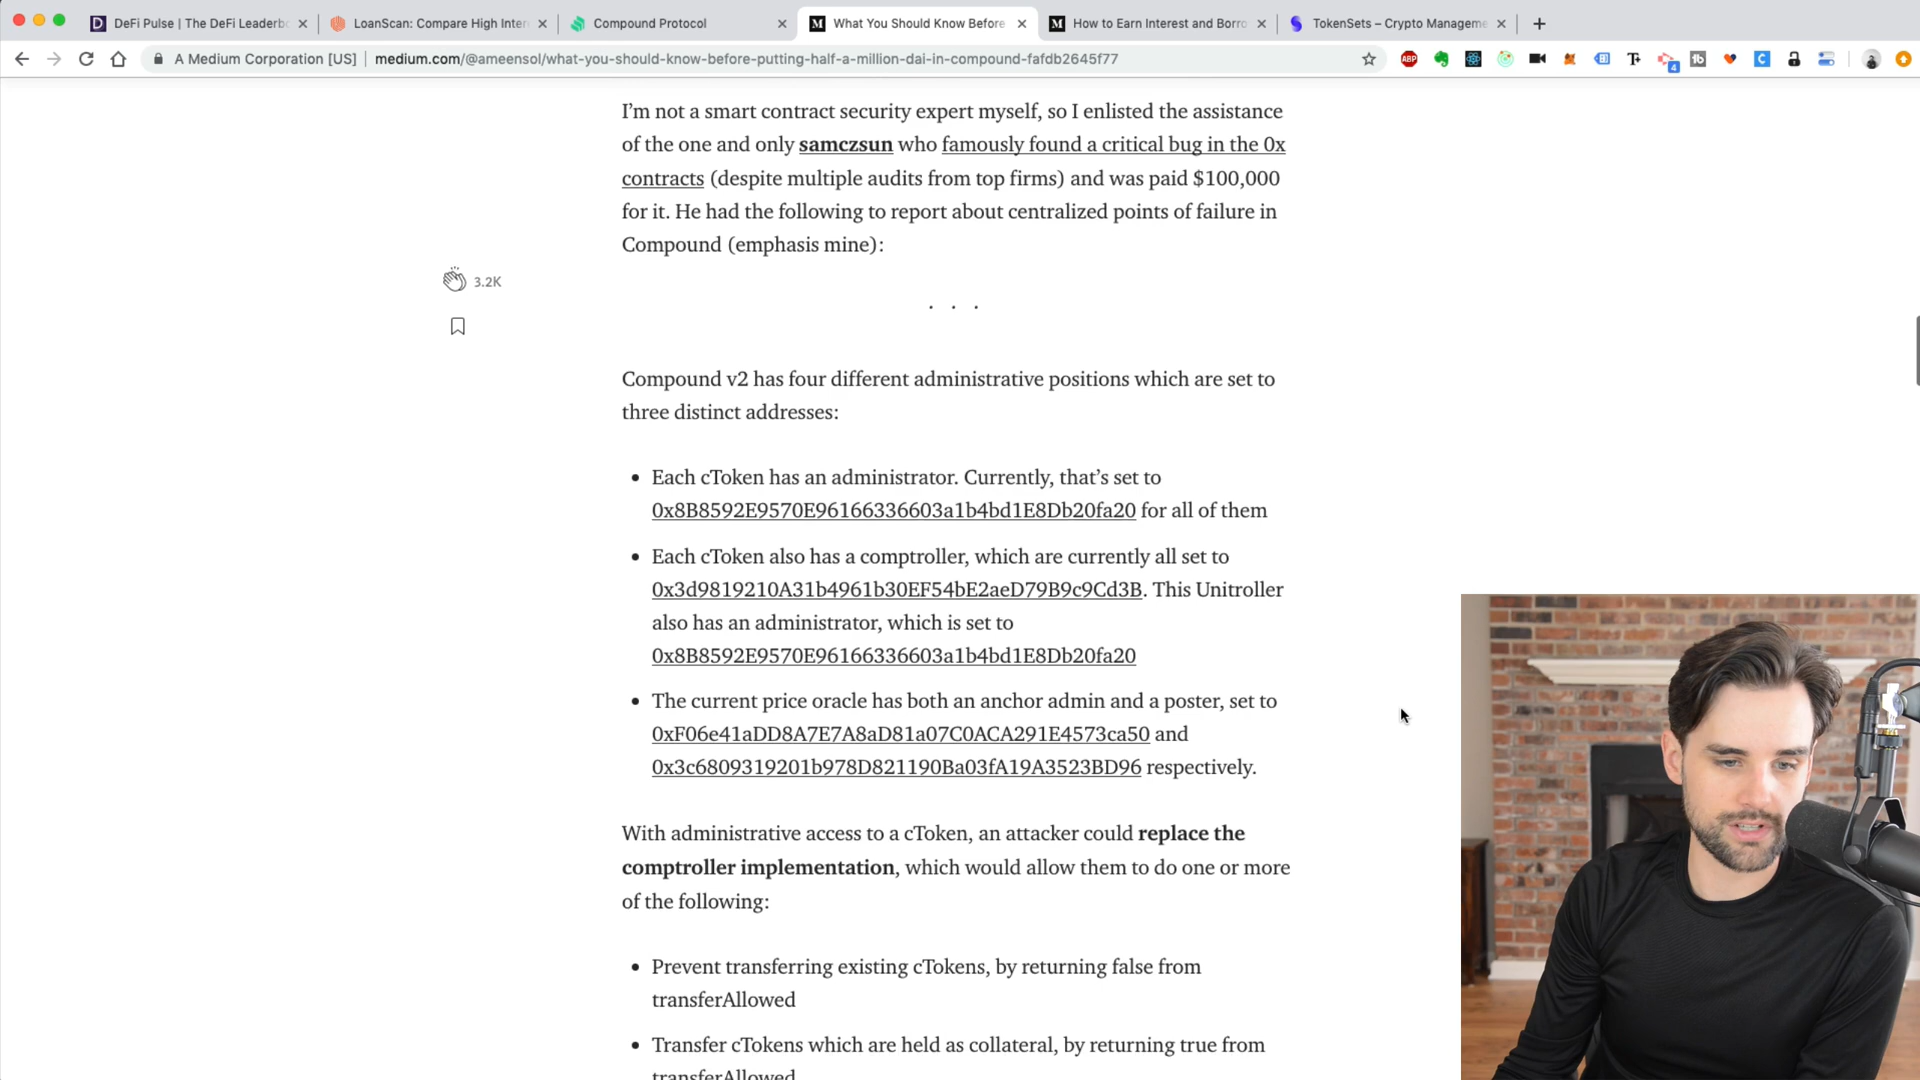 DeFi Pulse | The DeFi Leaderbo
LoanScan: Compare High Inter
Compound Protocol
What You Should Know Before
How to Earn Interest and Borro
TokenSets – Crypto Manageme
A Medium Corporation [US] | medium.com/@ameensol/what-you-should-know-before-putting-half-a-million-dai-in-compound-fafdb2645f77
ABP
4
I’m not a smart contract security expert myself, so I enlisted the assistance
of the one and only samczsun who famously found a critical bug in the 0x
contracts (despite multiple audits from top firms) and was paid $100,000
for it. He had the following to report about centralized points of failure in
Compound (emphasis mine):
3.2K
. . .
Compound v2 has four different administrative positions which are set to
three distinct addresses:
• Each cToken has an administrator. Currently, that’s set to
0x8B8592E9570E96166336603a1b4bd1E8Db20fa20 for all of them
• Each cToken also has a comptroller, which are currently all set to
0x3d9819210A31b4961b30EF54bE2aeD79B9c9Cd3B. This Unitroller
also has an administrator, which is set to
0x8B8592E9570E96166336603a1b4bd1E8Db20fa20
• The current price oracle has both an anchor admin and a poster, set to
0xF06e41aDD8A7E7A8aD81a07C0ACA291E4573ca50 and
0x3c6809319201b978D821190Ba03fA19A3523BD96 respectively.
With administrative access to a cToken, an attacker could replace the
comptroller implementation, which would allow them to do one or more
of the following:
• Prevent transferring existing cTokens, by returning false from
transferAllowed
• Transfer cTokens which are held as collateral, by returning true from
transferAllowed